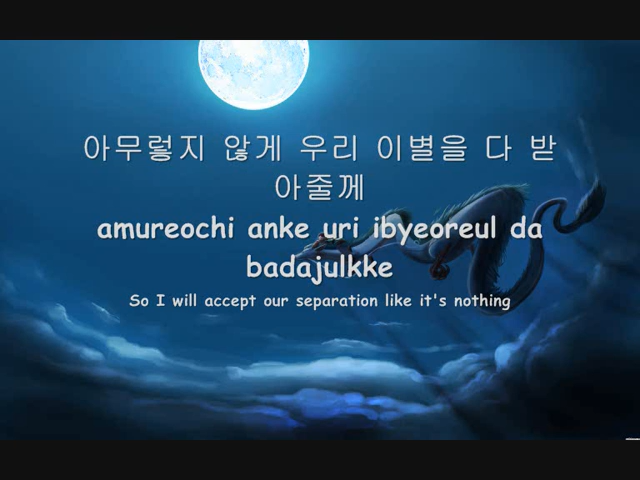 아무렇지 않게 우리 이별을 다 받
아줄께
amureochi anke uri ibyeoreul da
badajulkke
So I will accept our separation like it's nothing